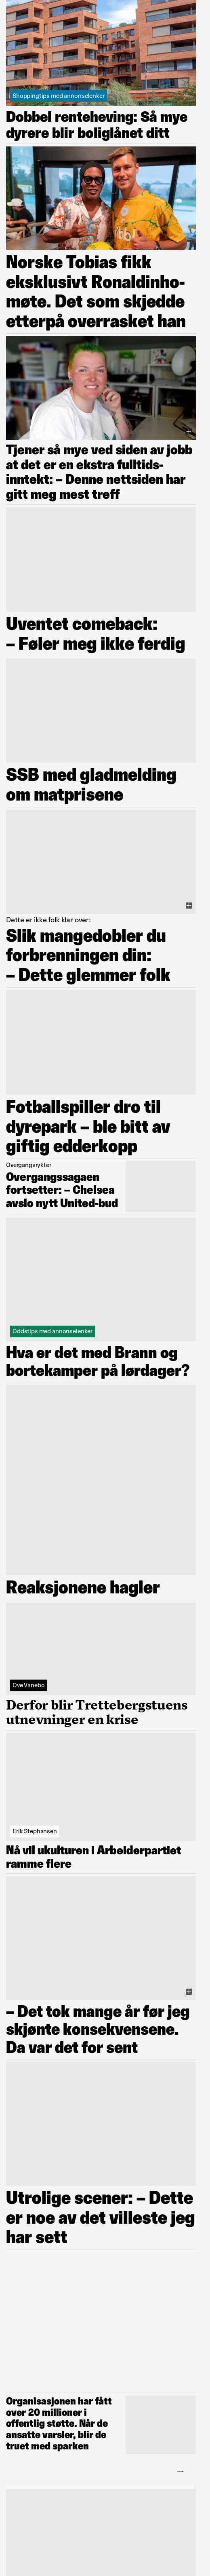 Shoppingtips med annonselenker
Dobbel renteheving: Så mye
dyrere blir boliglånet ditt
Norske Tobias fikk
eksklusivt Ronaldinho-
møte. Det som skjedde
etterpå overrasket han
Tjener så mye ved siden av jobb
at det er en ekstra fulltids-
inntekt: – Denne nettsiden har
gitt meg mest treff
Uventet comeback:
– Føler meg ikke ferdig
SSB med gladmelding
om matprisene
Dette er ikke folk klar over:
Slik mangedobler du
forbrenningen din:
– Dette glemmer folk
Fotballspiller dro til
dyrepark – ble bitt av
giftig edderkopp
Overgangsrykter
Overgangssagaen
fortsetter: – Chelsea
avslo nytt United-bud
Oddstips med annonselenker
Hva er det med Brann og
bortekamper på lørdager?
Reaksjonene hagler
Ove Vanebo
Derfor blir Trettebergstuens
utnevninger en krise
Erik Stephansen
Nå vil ukulturen i Arbeiderpartiet
ramme flere
– Det tok mange år før jeg
skjønte konsekvensene.
Da var det for sent
Utrolige scener: – Dette
er noe av det villeste jeg
har sett
Organisasjonen har fått
over 20 millioner i
offentlig støtte. Når de
ansatte varsler, blir de
truet med sparken